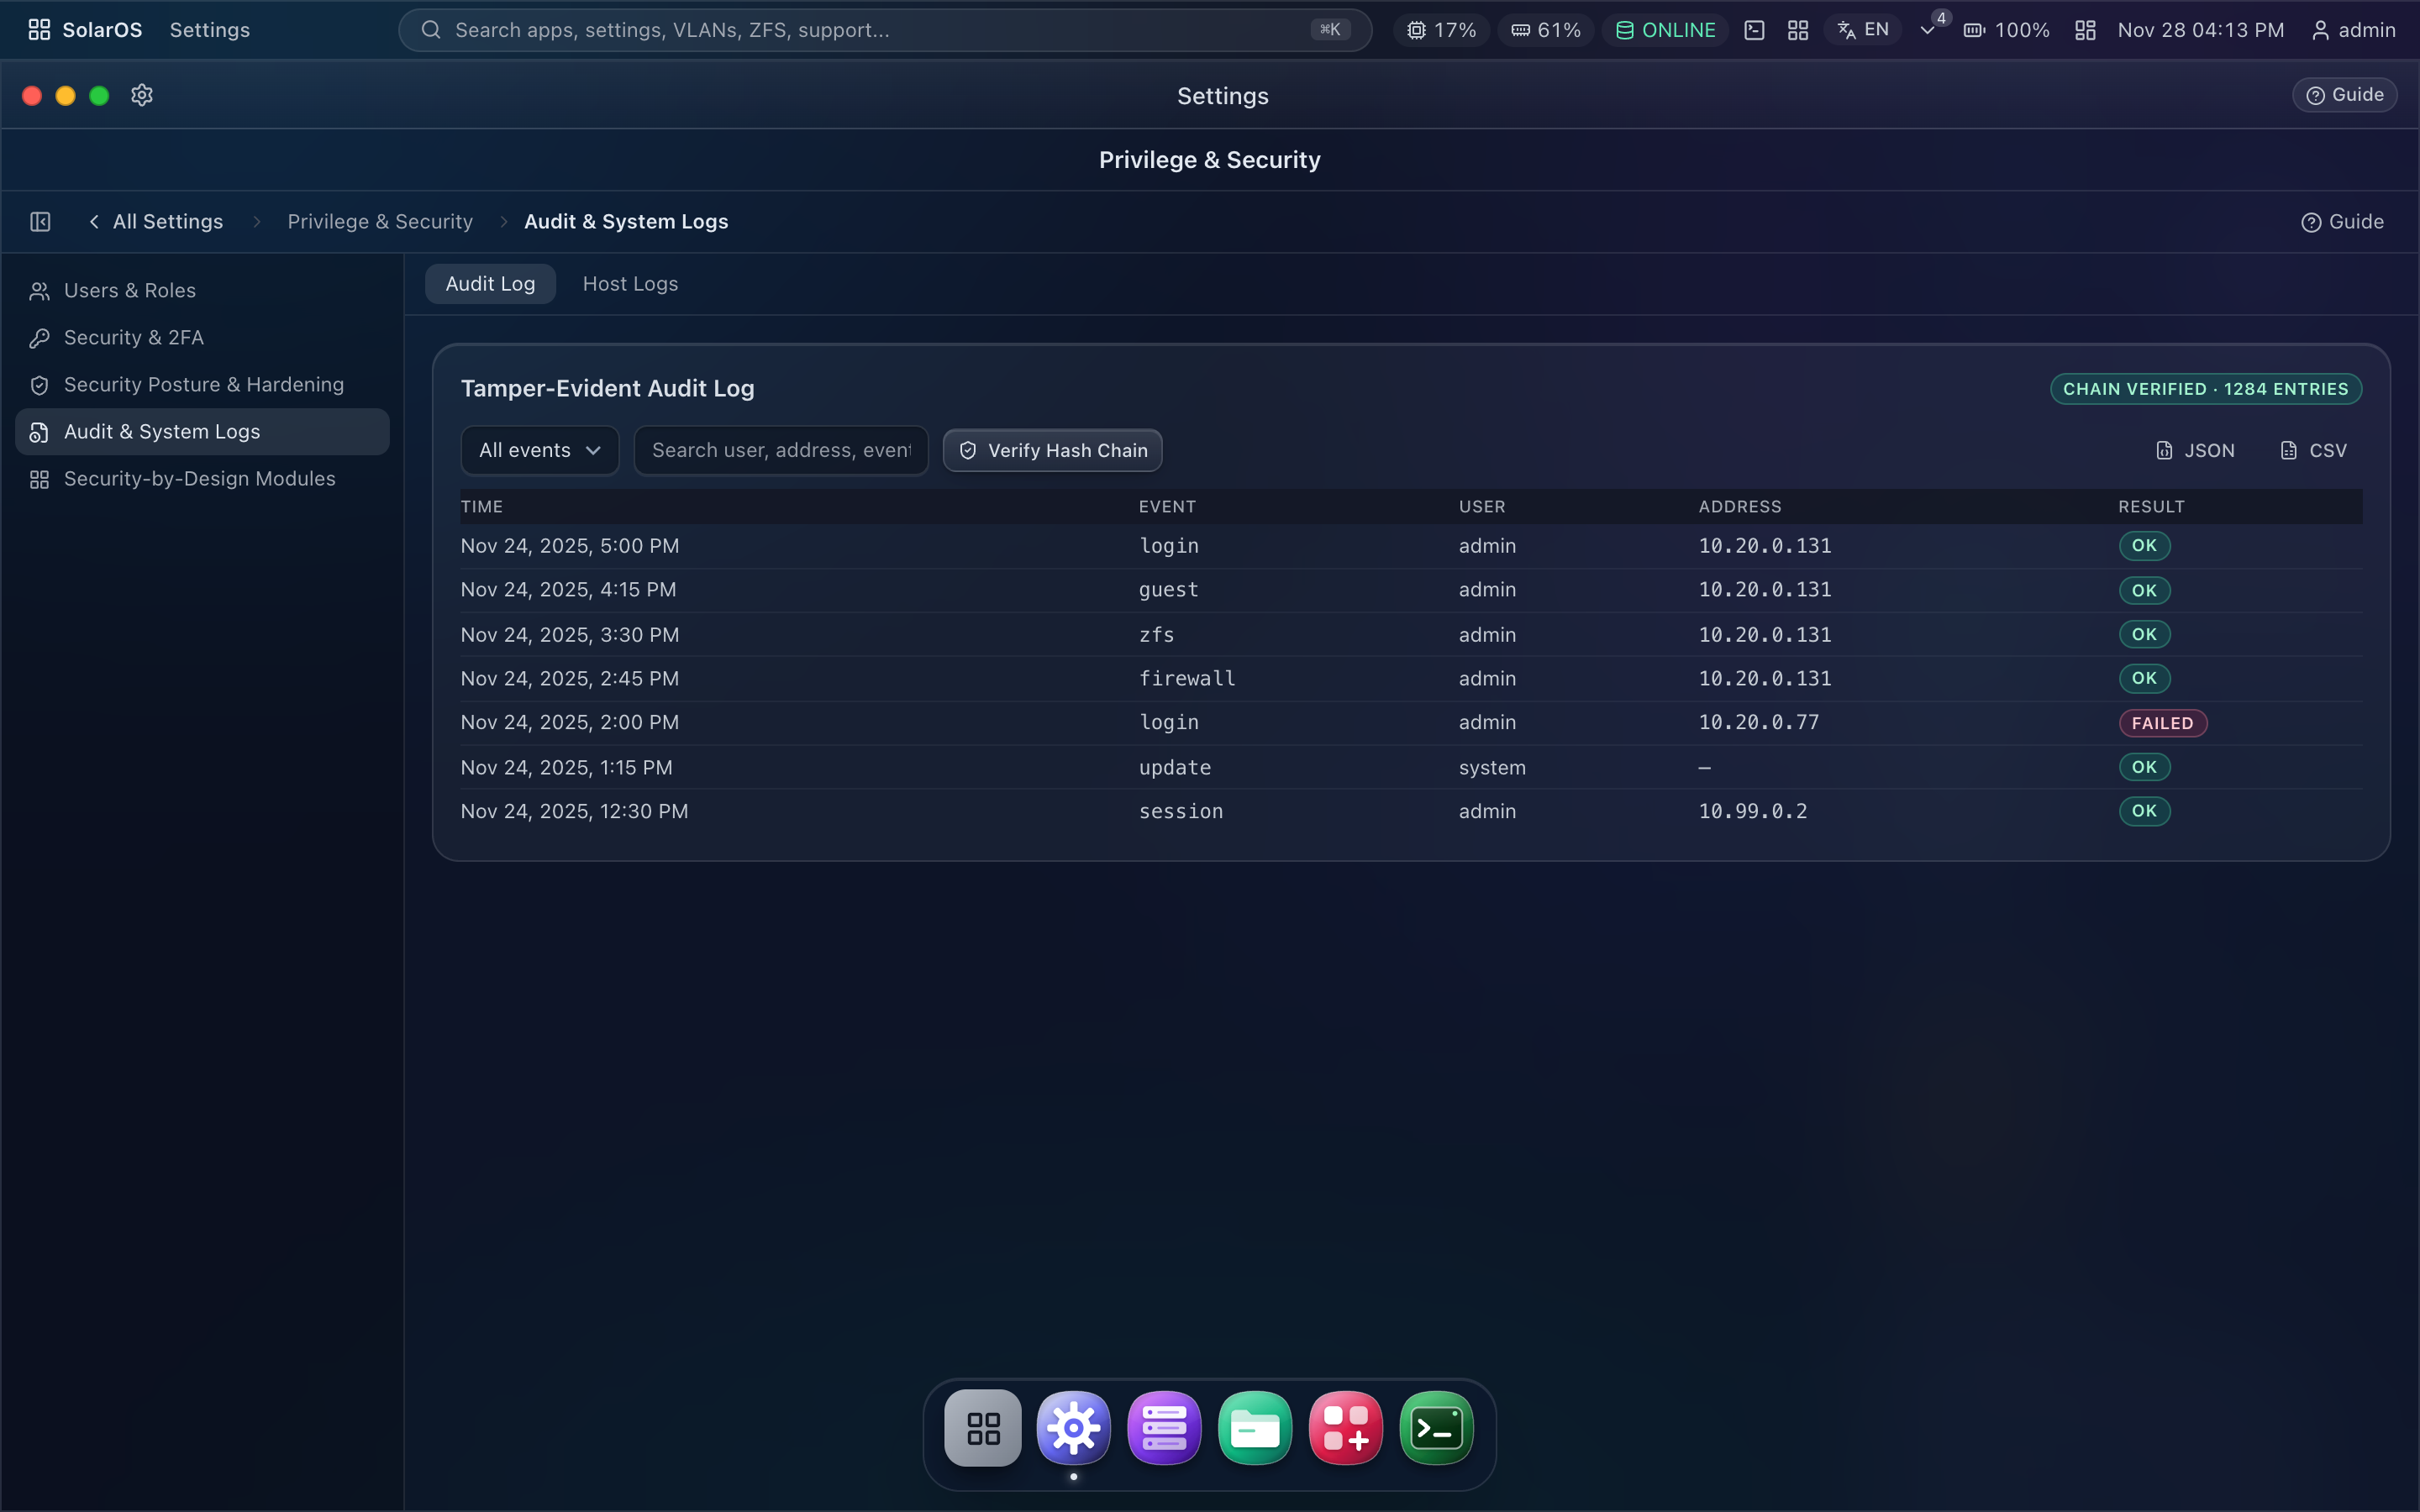 SolarOS Settings Search apps, settings, VLANs, ZFS, support... ⌘K 17% 61% ONLINE EN 4 100% Nov 28 04:13 PM admin
Settings Guide
Privilege & Security
All Settings Privilege & Security Audit & System Logs Guide
Users & Roles
Security & 2FA
Security Posture & Hardening
Audit & System Logs
Security-by-Design Modules
Audit Log Host Logs
Tamper-Evident Audit Log CHAIN VERIFIED · 1284 ENTRIES
All events Search user, address, event Verify Hash Chain JSON CSV
TIME EVENT USER ADDRESS RESULT
Nov 24, 2025, 5:00 PM login admin 10.20.0.131 OK
Nov 24, 2025, 4:15 PM guest admin 10.20.0.131 OK
Nov 24, 2025, 3:30 PM zfs admin 10.20.0.131 OK
Nov 24, 2025, 2:45 PM firewall admin 10.20.0.131 OK
Nov 24, 2025, 2:00 PM login admin 10.20.0.77 FAILED
Nov 24, 2025, 1:15 PM update system — OK
Nov 24, 2025, 12:30 PM session admin 10.99.0.2 OK